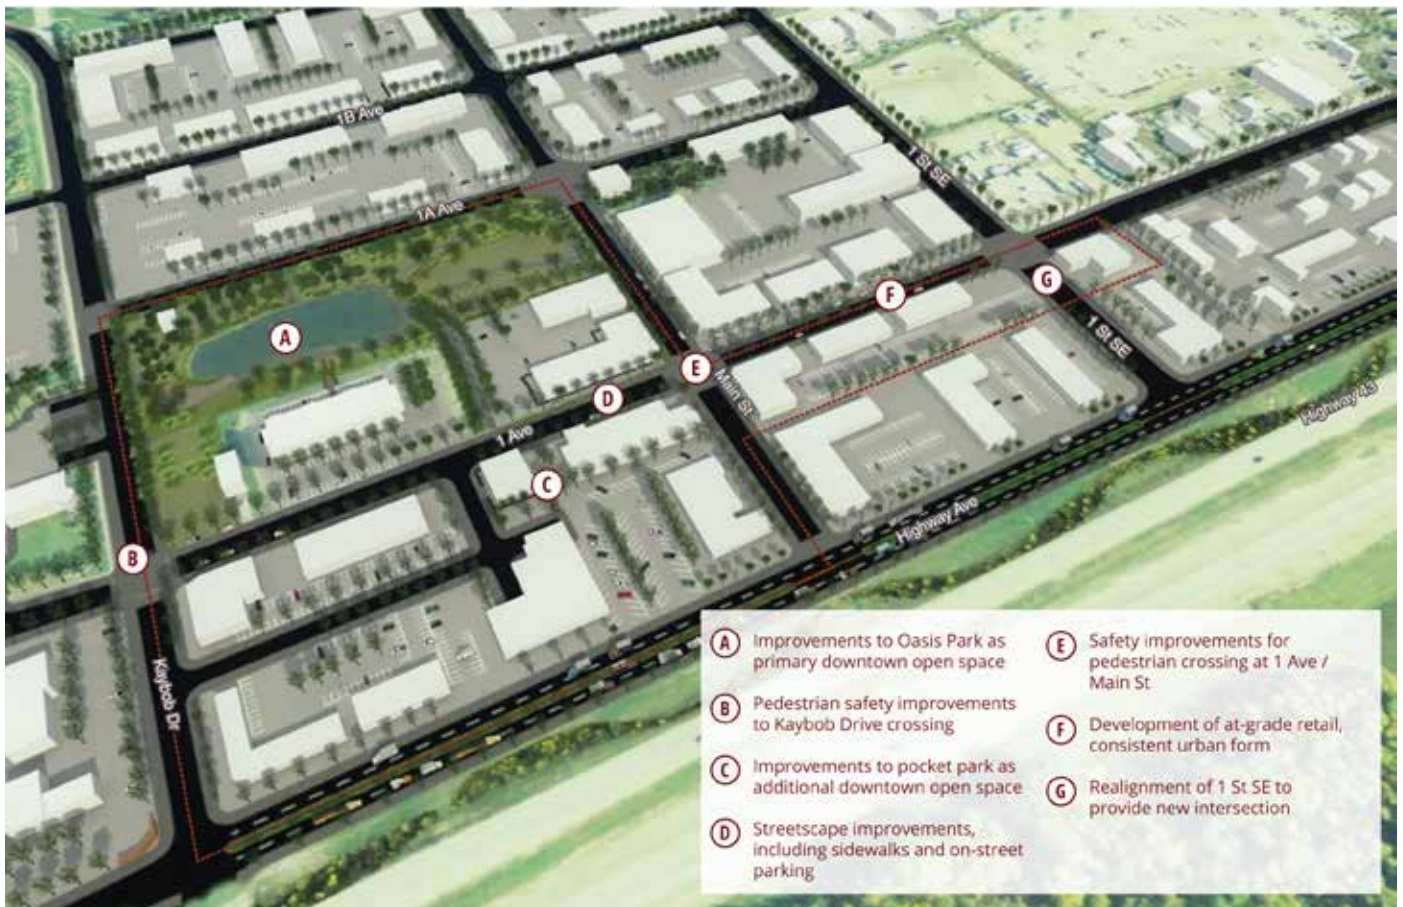 1B Ave
1 St SE
1A Ave
A
F
G
E
Main St.
1 St SE
D
1 Ave
Highway 43
C
Highway Ave
B
Kaybob Dr
A Improvements to Oasis Park as
primary downtown open space
B Pedestrian safety improvements
to Kaybob Drive crossing
C Improvements to pocket park as
additional downtown open space
D Streetscape improvements,
including sidewalks and on-street
parking
E Safety improvements for
pedestrian crossing at 1 Ave /
Main St
F Development of at-grade retail,
consistent urban form
G Realignment of 1 St SE to
provide new intersection